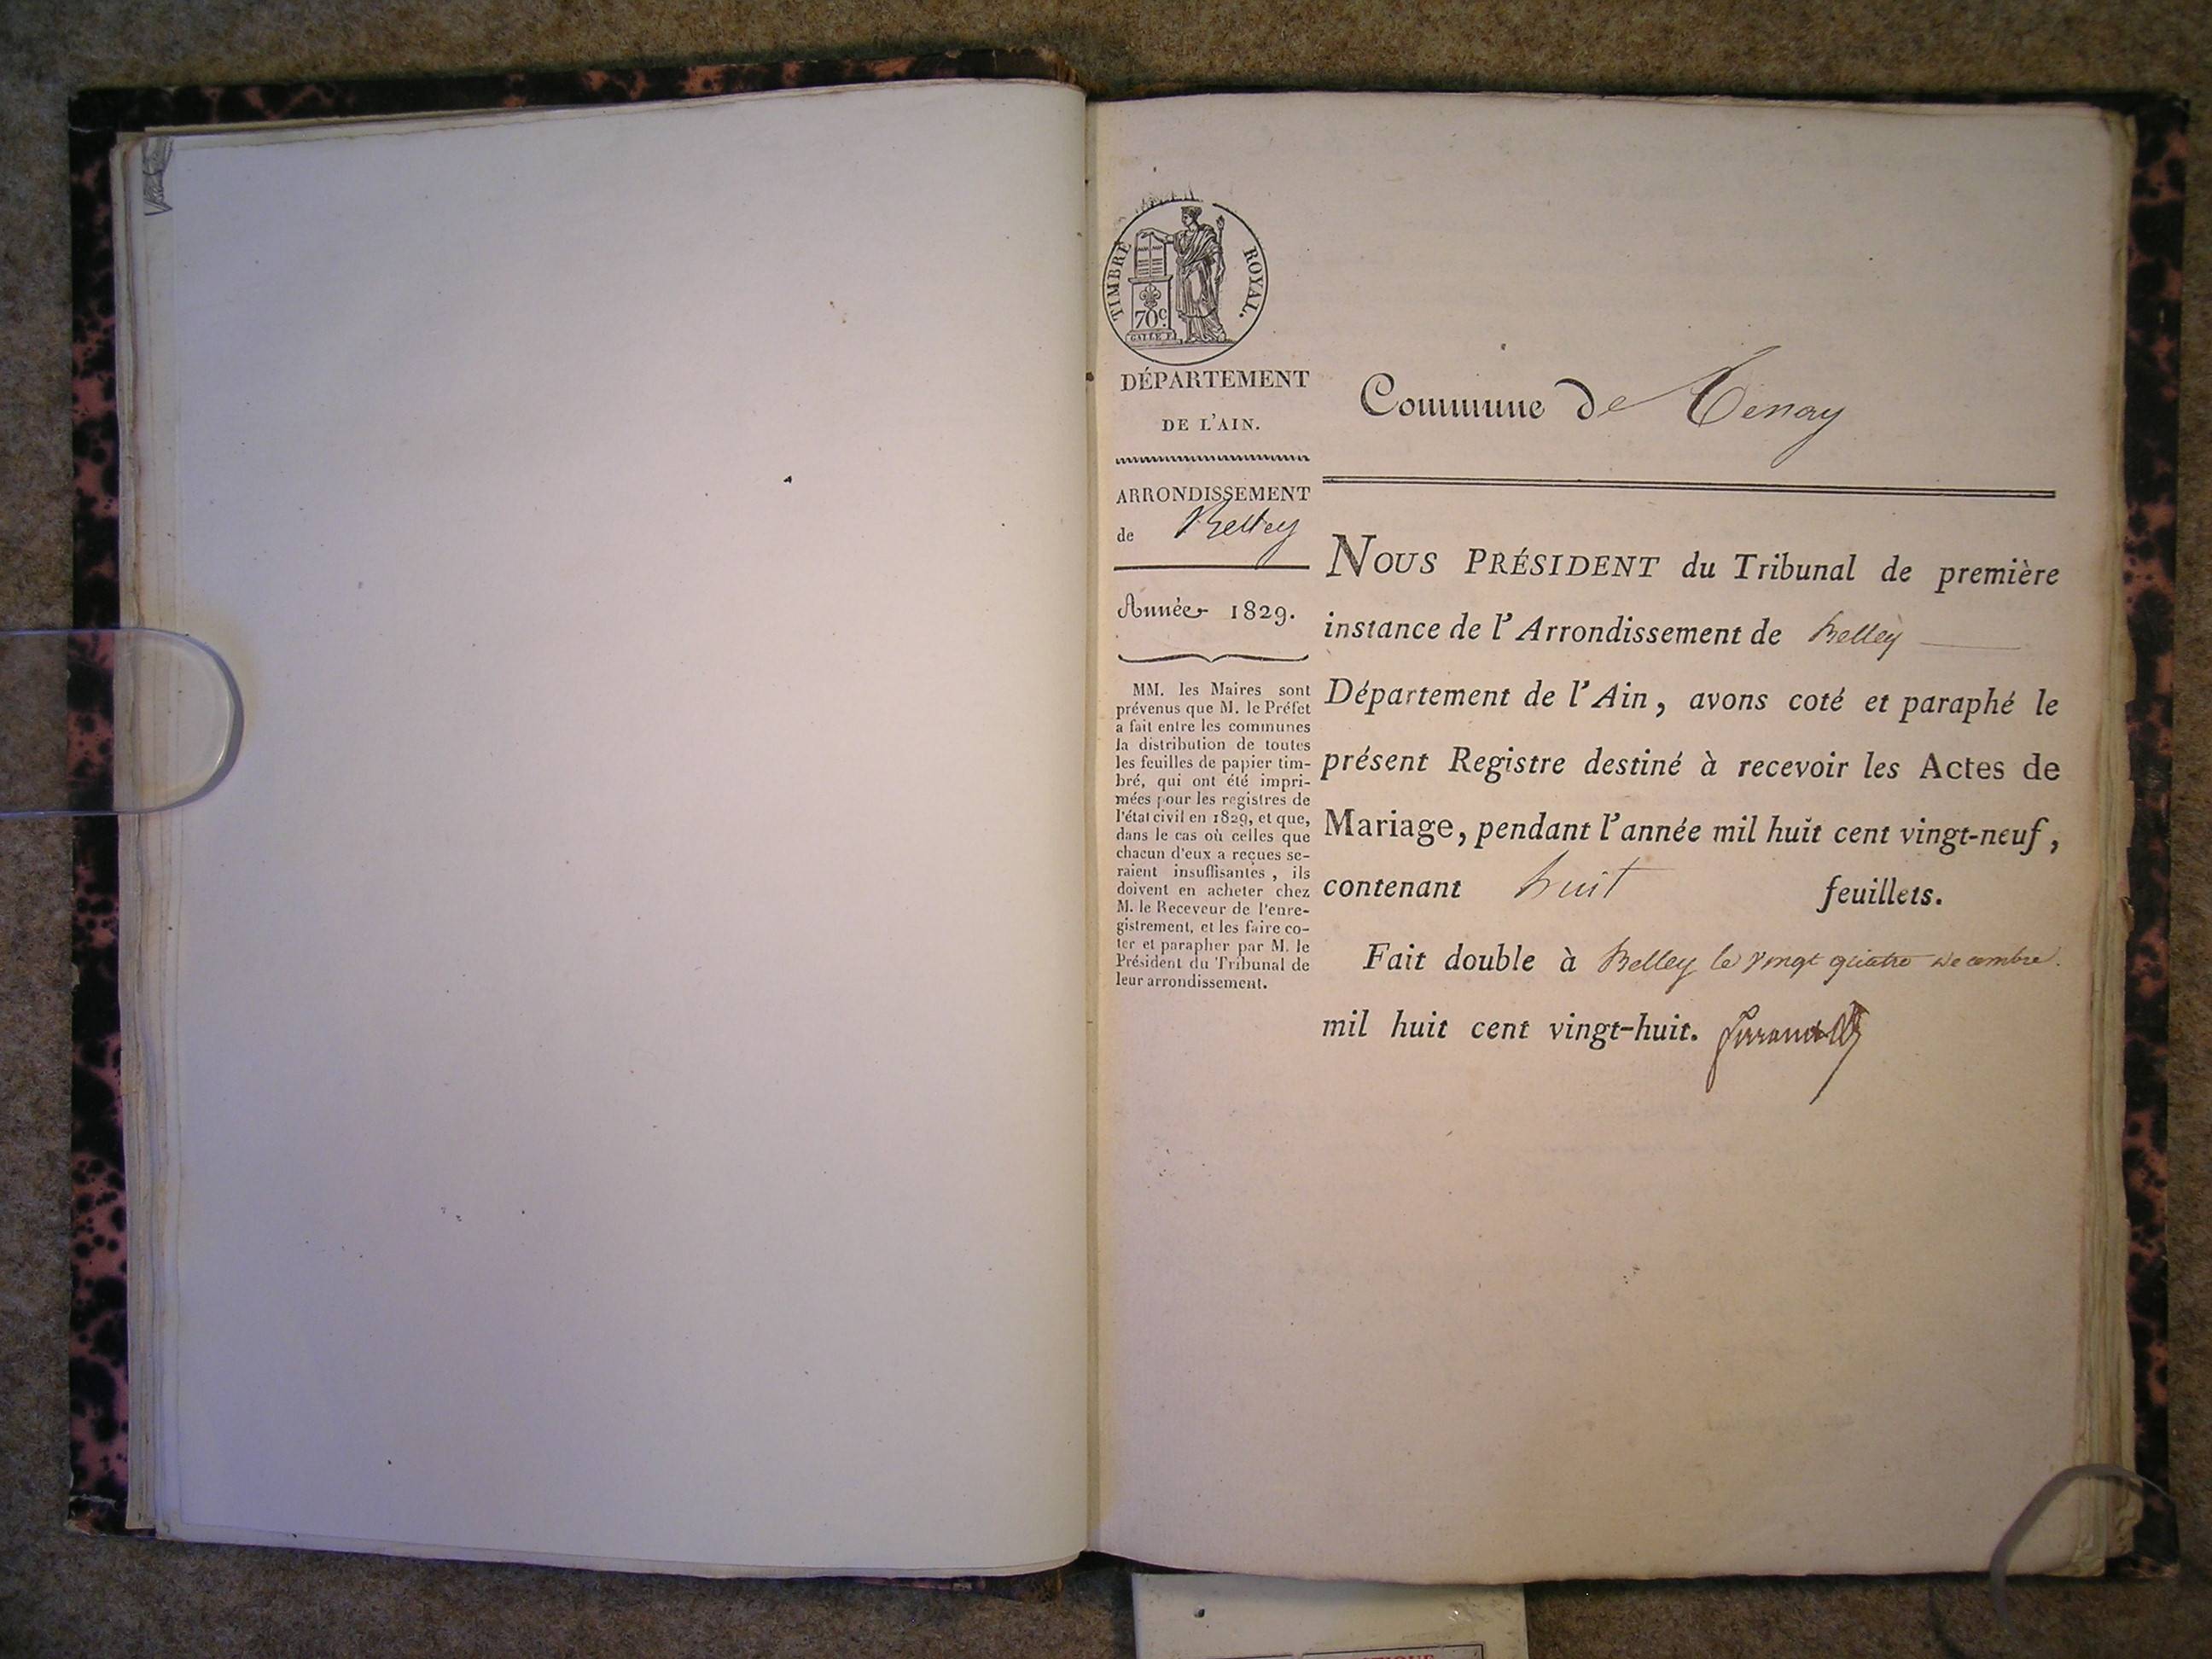 TIMBRE ROYAL.
70C.
GALLE F.
DÉPARTEMENT
DE L'AIN.
ARRONDISSEMENT
de Belley
Année 1829.
MM. les Maires sont
prévenus que M. le Préfet
a fait entre les communes
la distribution de toutes
les feuilles de papier tim-
bré, qui ont été impri-
mées pour les registres de
l'état civil en 1829, et que,
dans le cas où celles que
chacun d'eux a reçues se-
raient insuffisantes, ils
doivent en acheter chez
M. le Receveur de l'enre-
gistrement, et les faire co-
ter et parapher par M. le
Président du Tribunal de
leur arrondissement.
Commune de Tenay
NOUS PRÉSIDENT du Tribunal de première
instance de l'Arrondissement de Belley
Département de l'Ain, avons coté et paraphé le
présent Registre destiné à recevoir les Actes de
Mariage, pendant l'année mil huit cent vingt-neuf,
contenant huit feuillets.
Fait double à Belley le vingt quatre decembre.
mil huit cent vingt-huit.